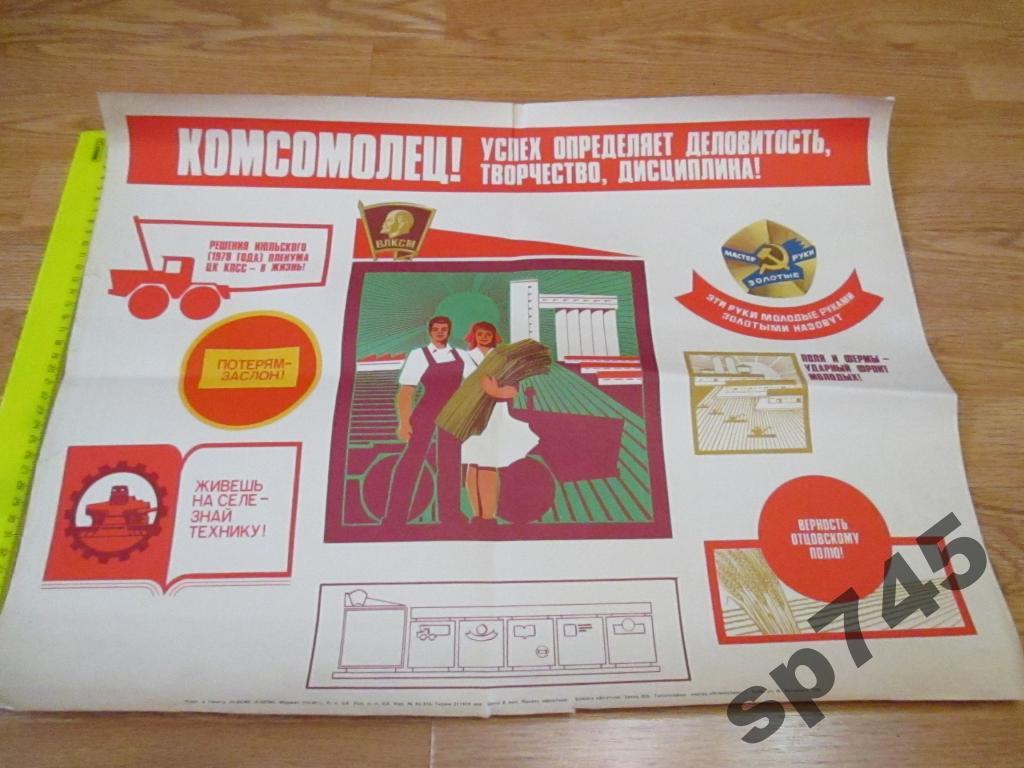 КОМСОМОЛЕЦ!
УСПЕХ ОПРЕДЕЛЯЕТ ДЕЛОВИТОСТЬ,
ТВОРЧЕСТВО, ДИСЦИПЛИНА!
РЕШЕНИЯ ИЮЛЬСКОГО
(1978 ГОДА) ПЛЕНУМА
ЦК КПСС – В ЖИЗНЬ!
ВЛКСМ
МАСТЕР
РУКИ
ЗОЛОТЫЕ
ЭТИ РУКИ МОЛОДЫЕ РУКАМИ
ЗОЛОТЫМИ НАЗОВУТ
ПОТЕРЯМ–
ЗАСЛОН!
ПОЛЯ И ФЕРМЫ–
УДАРНЫЙ ФРОНТ
МОЛОДЫХ!
ЖИВЕШЬ
НА СЕЛЕ–
ЗНАЙ
ТЕХНИКУ!
ВЕРНОСТЬ
ОТЦОВСКОМУ
ПОЛЮ!
sp745